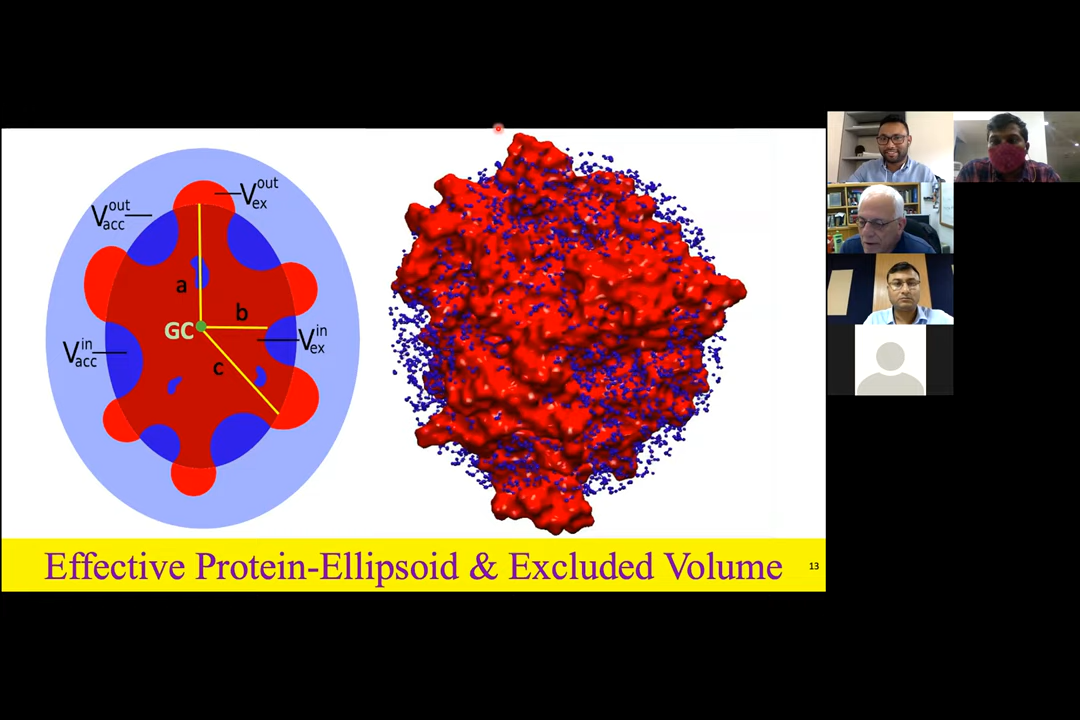 V_ex^out
V_acc^out
a
b
GC
V_ex^in
V_acc^in
c
Effective Protein-Ellipsoid & Excluded Volume
13